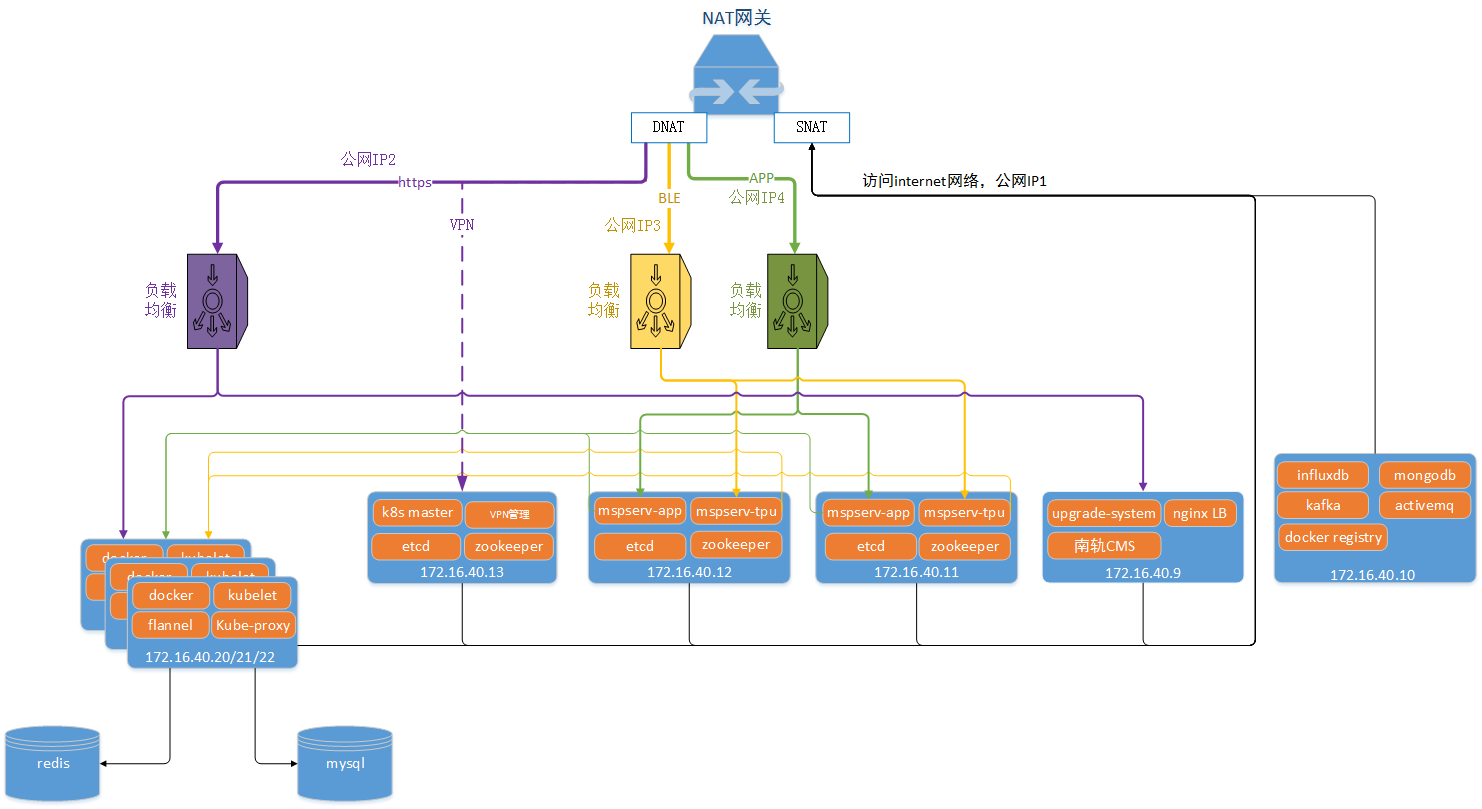 NAT网关
DNAT
SNAT
公网IP2
https
VPN
BLE
公网IP3
APP
公网IP4
访问internet网络，公网IP1
负载
均衡
负载
均衡
负载
均衡
docker
kubelet
docker
kubelet
docker
kubelet
flannel
Kube-proxy
172.16.40.20/21/22
k8s master
VPN管理
etcd
zookeeper
172.16.40.13
mspserv-app
mspserv-tpu
etcd
zookeeper
172.16.40.12
mspserv-app
mspserv-tpu
etcd
zookeeper
172.16.40.11
upgrade-system
nginx LB
南轨CMS
172.16.40.9
influxdb
mongodb
kafka
activemq
docker registry
172.16.40.10
redis
mysql